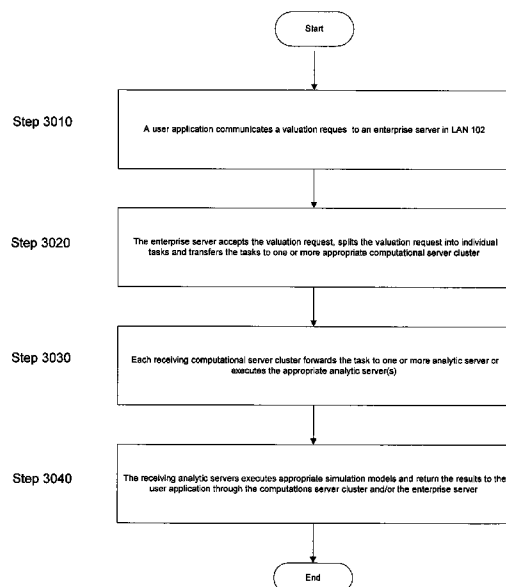 Start
Step 3010
A user application communicates a valuation reques to an enterprise server in LAN 102
Step 3020
The enterprise server accepts the valuation request, splits the valuation request into individual
tasks and transfers the tasks to one or more appropriate computational server cluster
Step 3030
Each receiving computational server cluster forwards the task to one or more analytic server or
executes the appropriate analytic server(s)
Step 3040
The receiving analytic servers executes appropriate simulation models and return the results to the
user application through the computations server cluster and/or the enterprise server
End